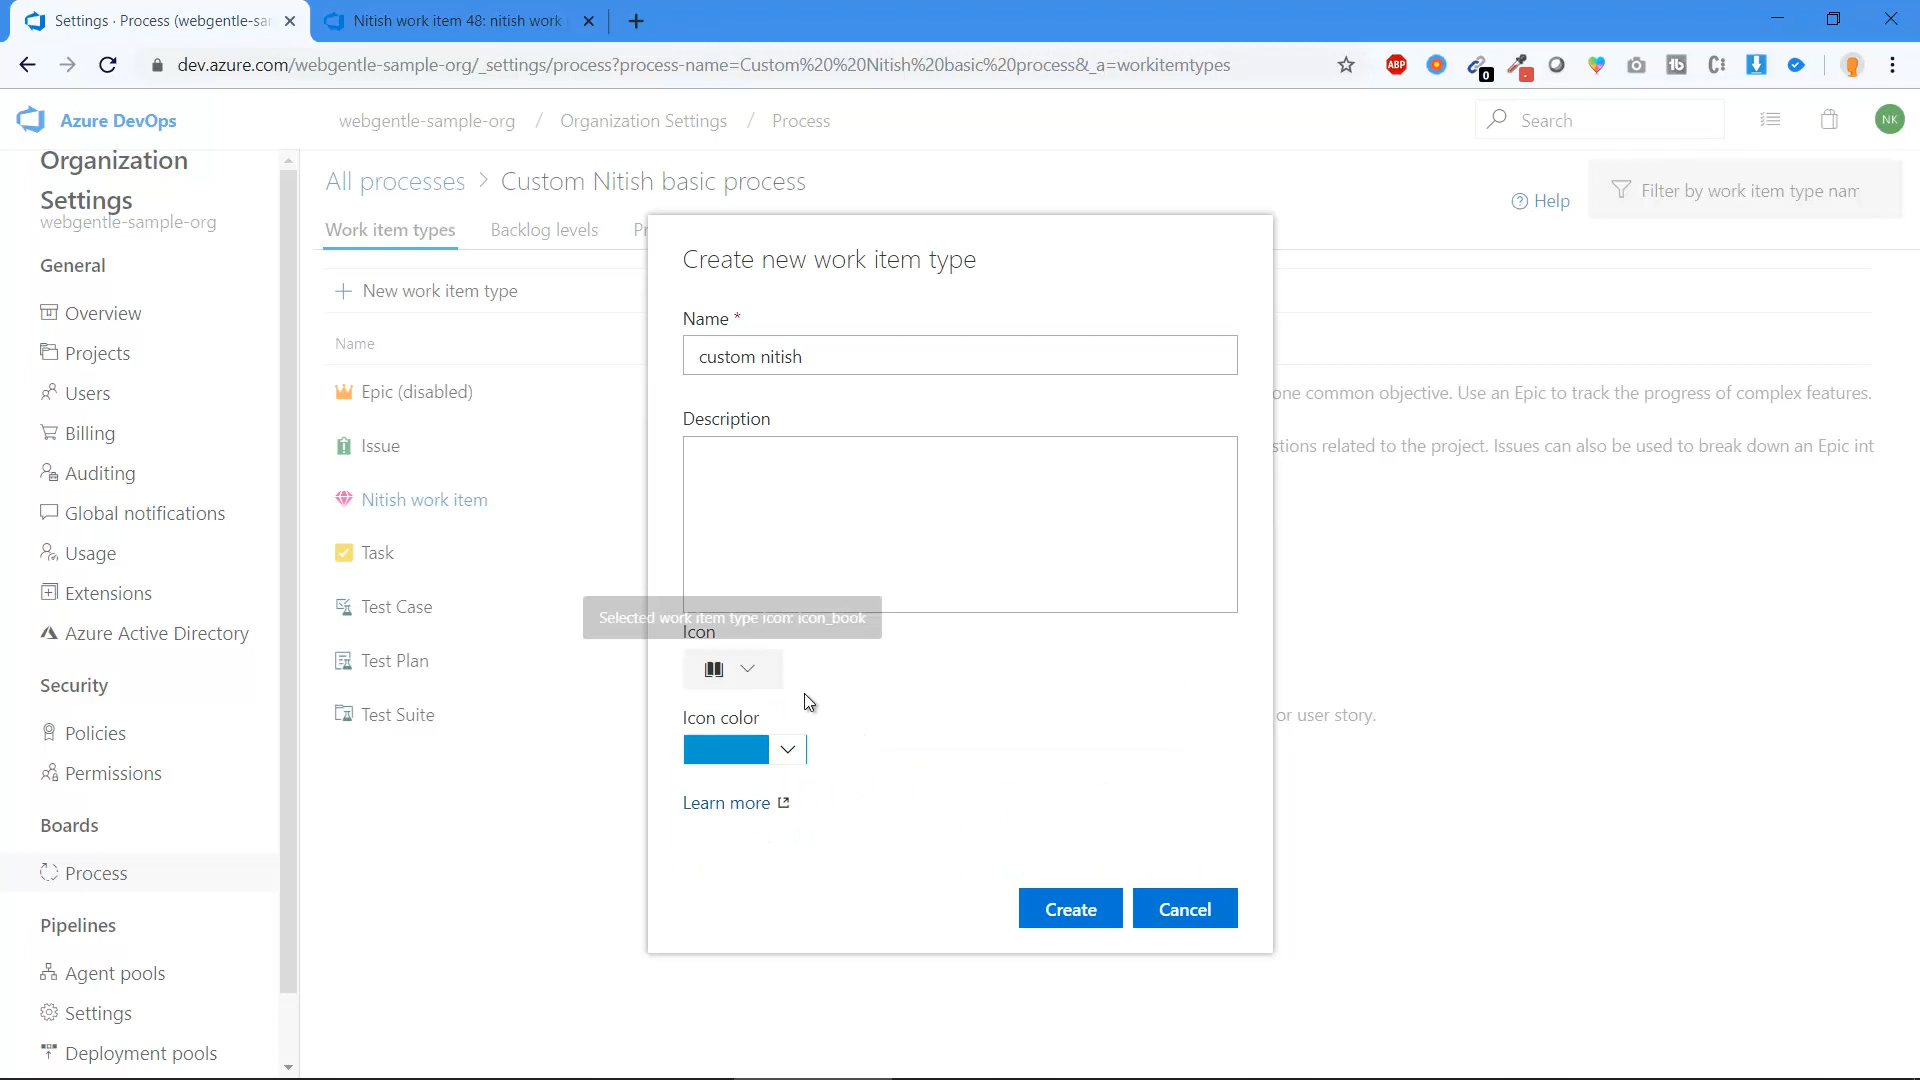 Settings · Process (webgentle-sa
Nitish work item 48: nitish work
dev.azure.com/webgentle-sample-org/_settings/process?process-name=Custom%20%20Nitish%20basic%20process&_a=workitemtypes
ABP
0
Azure DevOps
webgentle-sample-org / Organization Settings / Process
Search
NK
Organization
Settings
webgentle-sample-org
General
Overview
Projects
Users
Billing
Auditing
Global notifications
Usage
Extensions
Azure Active Directory
Security
Policies
Permissions
Boards
Process
Pipelines
Agent pools
Settings
Deployment pools
All processes > Custom Nitish basic process
Help
Filter by work item type nam
Work item types
Backlog levels
Pr
New work item type
Name
Epic (disabled)
one common objective. Use an Epic to track the progress of complex features.
Issue
stions related to the project. Issues can also be used to break down an Epic int
Nitish work item
Task
Test Case
Test Plan
Test Suite
or user story.
Create new work item type
Name *
custom nitish
Description
Selected work item type icon: icon_book
Icon
Icon color
Learn more
Create
Cancel